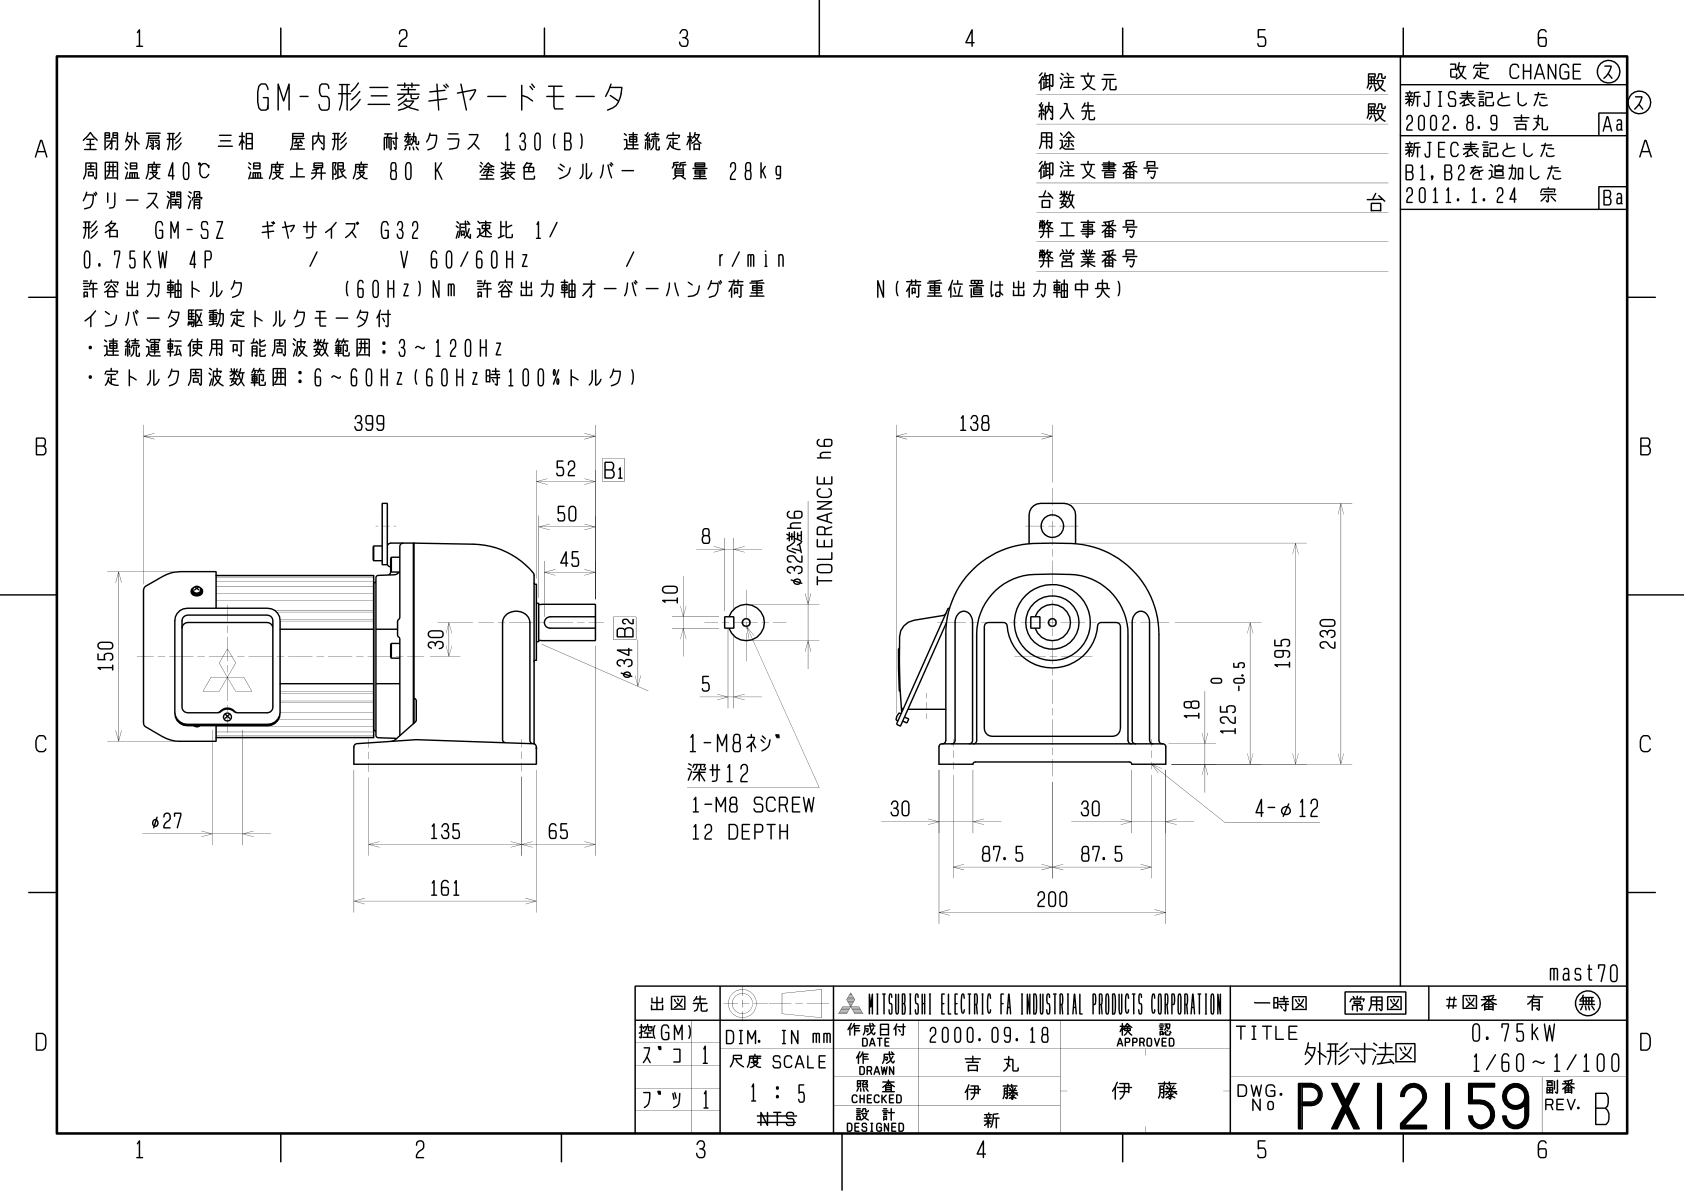 1 2 3 4 5 6
GM-S形三菱ギヤードモータ
全閉外扇形 三相 屋内形 耐熱クラス 130(B) 連続定格
周囲温度40℃ 温度上昇限度 80 K 塗装色 シルバー 質量 28kg
グリース潤滑
形名 GM-SZ ギヤサイズ G32 減速比 1/
0.75KW 4P / V 60/60Hz / r/min
許容出力軸トルク (60Hz)Nm 許容出力軸オーバーハング荷重 N(荷重位置は出力軸中央)
インバータ駆動定トルクモータ付
・連続運転使用可能周波数範囲：3~120Hz
・定トルク周波数範囲：6~60Hz(60Hz時100%トルク)
御注文元 殿
納入先 殿
用途
御注文書番号
台数 台
弊工事番号
弊営業番号
改定 CHANGE ス
新JIS表記とした
2002.8.9 吉丸 Aa
新JEC表記とした
B1,B2を追加した
2011.1.24 宗 Ba
ス
A A
B B
C C
D D
399
52 B1
50
45
150
30
φ34 B2
φ27
135 65
161
8
10
5
φ32公差h6
TOLERANCE h6
1-M8ネジ
深サ12
1-M8 SCREW
12 DEPTH
138
230
195
125 0 -0.5
18
30 30
4-φ12
87.5 87.5
200
mast70
出図先
控(GM)
ズコ 1
ブツ 1
DIM. IN mm
尺度 SCALE
1 : 5
NTS
MITSUBISHI ELECTRIC FA INDUSTRIAL PRODUCTS CORPORATION
作成日付 DATE 2000.09.18
作成 DRAWN 吉丸
照査 CHECKED 伊藤
設計 DESIGNED 新
検認 APPROVED
伊藤
一時図 常用図 #図番 有 無
TITLE 外形寸法図
0.75kW
1/60~1/100
DWG. No PX12159
副番 REV. B
1 2 3 4 5 6